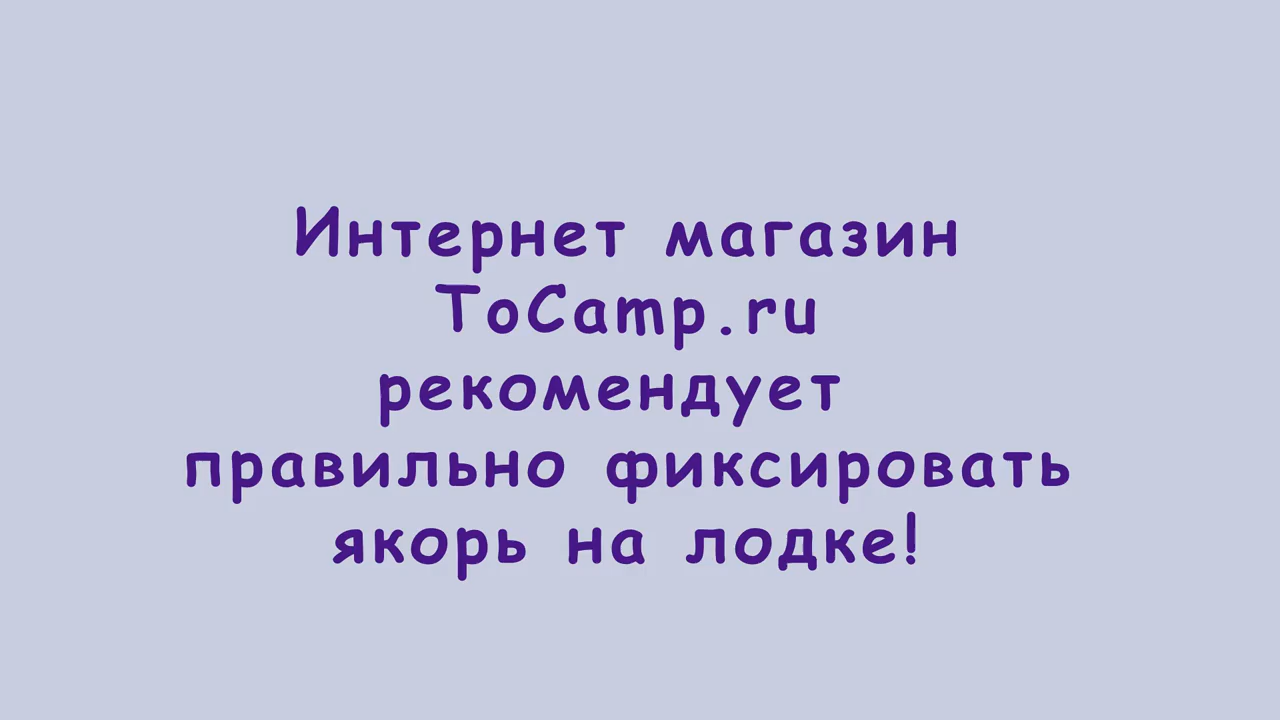 Интернет магазин
ToCamp.ru
рекомендует
правильно фиксировать
якорь на лодке!